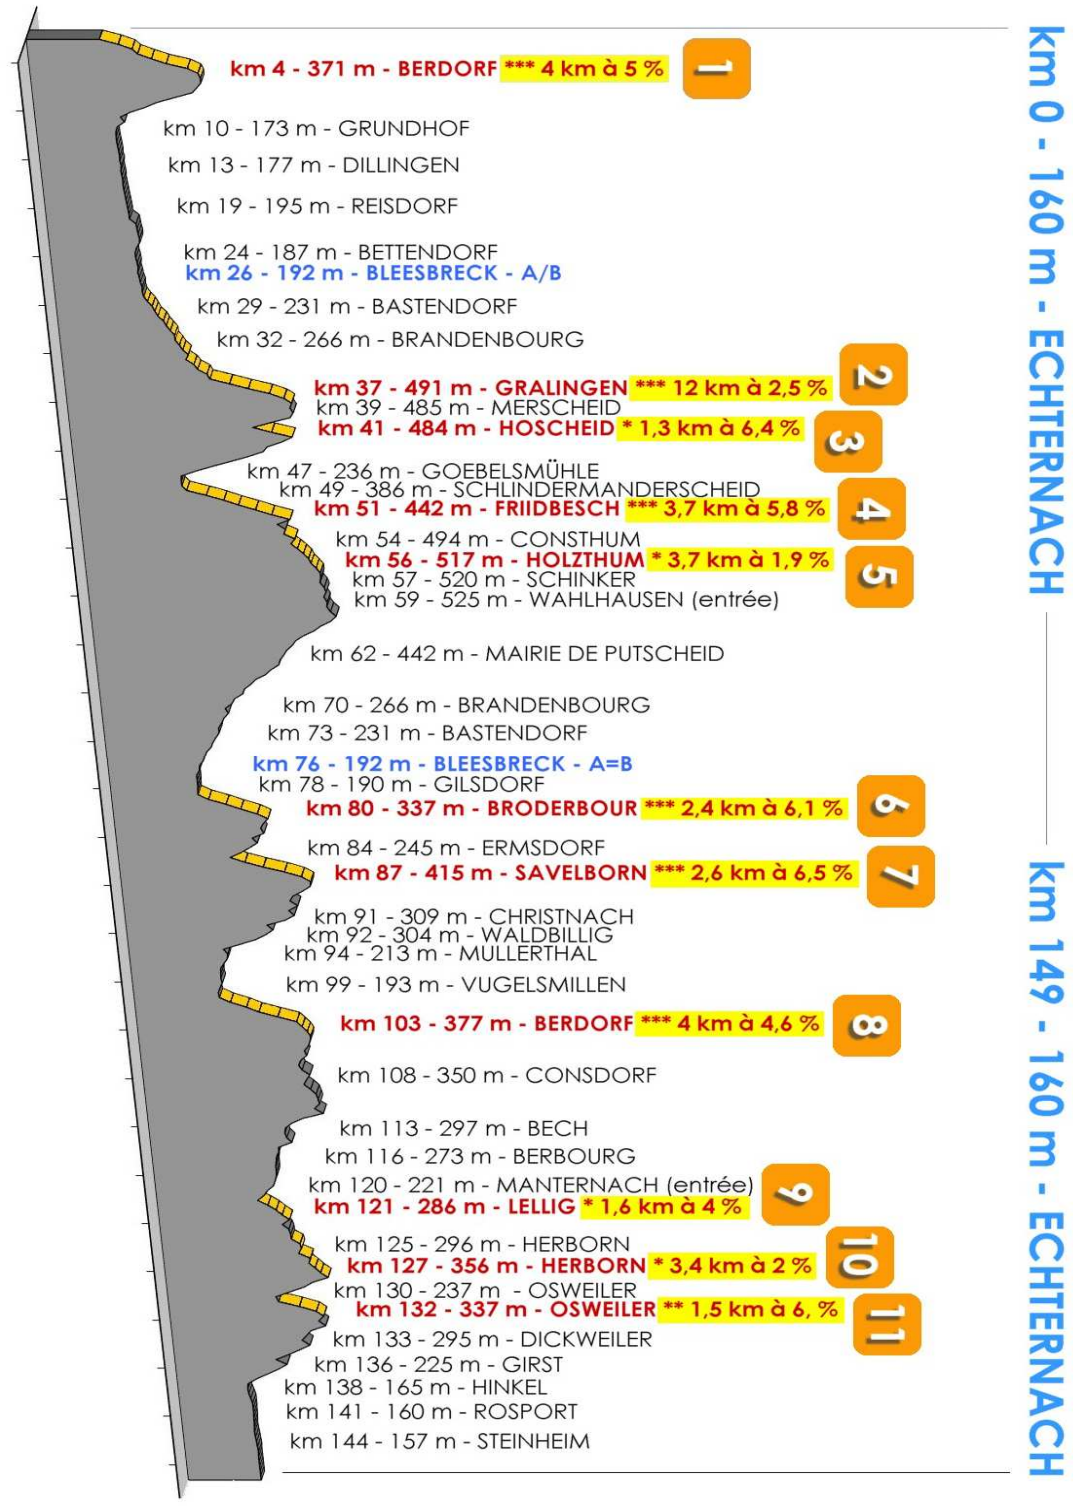 km 0 - 160 m - ECHTERNACH
km 4 - 371 m - BERDORF *** 4 km à 5 %
1
km 10 - 173 m - GRUNDHOF
km 13 - 177 m - DILLINGEN
km 19 - 195 m - REISDORF
km 24 - 187 m - BETTENDORF
km 26 - 192 m - BLEESBRECK - A/B
km 29 - 231 m - BASTENDORF
km 32 - 266 m - BRANDENBOURG
km 37 - 491 m - GRALINGEN *** 12 km à 2,5 %
2
km 39 - 485 m - MERSCHEID
km 41 - 484 m - HOSCHEID * 1,3 km à 6,4 %
3
km 47 - 236 m - GOEBELSMÜHLE
km 49 - 386 m - SCHLINDERMANDERSCHEID
km 51 - 442 m - FRIIDBESCH *** 3,7 km à 5,8 %
4
km 54 - 494 m - CONSTHUM
km 56 - 517 m - HOLZTHUM * 3,7 km à 1,9 %
5
km 57 - 520 m - SCHINKER
km 59 - 525 m - WAHLHAUSEN (entrée)
km 62 - 442 m - MAIRIE DE PUTSCHEID
km 70 - 266 m - BRANDENBOURG
km 73 - 231 m - BASTENDORF
km 76 - 192 m - BLEESBRECK - A=B
km 78 - 190 m - GILSDORF
km 80 - 337 m - BRODERBOUR *** 2,4 km à 6,1 %
6
km 84 - 245 m - ERMSDORF
km 87 - 415 m - SAVELBORN *** 2,6 km à 6,5 %
7
km 91 - 309 m - CHRISTNACH
km 92 - 304 m - WALDBILLIG
km 94 - 213 m - MULLERTHAL
km 99 - 193 m - VUGELSMILLEN
km 103 - 377 m - BERDORF *** 4 km à 4,6 %
8
km 108 - 350 m - CONSDORF
km 113 - 297 m - BECH
km 116 - 273 m - BERBOURG
km 120 - 221 m - MANTERNACH (entrée)
km 121 - 286 m - LELLIG * 1,6 km à 4 %
9
km 125 - 296 m - HERBORN
km 127 - 356 m - HERBORN * 3,4 km à 2 %
10
km 130 - 237 m - OSWEILER
km 132 - 337 m - OSWEILER ** 1,5 km à 6, %
11
km 133 - 295 m - DICKWEILER
km 136 - 225 m - GIRST
km 138 - 165 m - HINKEL
km 141 - 160 m - ROSPORT
km 144 - 157 m - STEINHEIM
km 149 - 160 m - ECHTERNACH